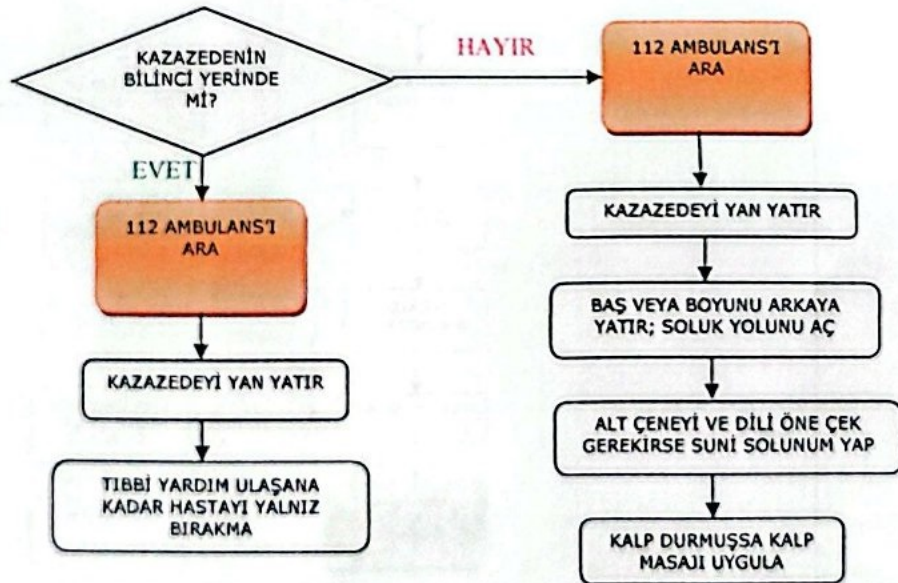 KAZAZEDENİN
BİLİNCİ YERİNDE
Mİ?
HAYIR
112 AMBULANS'I
ARA
EVET
112 AMBULANS'I
ARA
KAZAZEDEYİ YAN YATIR
TIBBİ YARDIM ULAŞANA
KADAR HASTAYI YALNIZ
BIRAKMA
KAZAZEDEYİ YAN YATIR
BAŞ VEYA BOYUNU ARKAYA
YATIR; SOLUK YOLUNU AÇ
ALT ÇENEYİ VE DİLİ ÖNE ÇEK
GEREKİRSE SUNİ SOLUNUM YAP
KALP DURMUŞSA KALP
MASAJI UYGULA